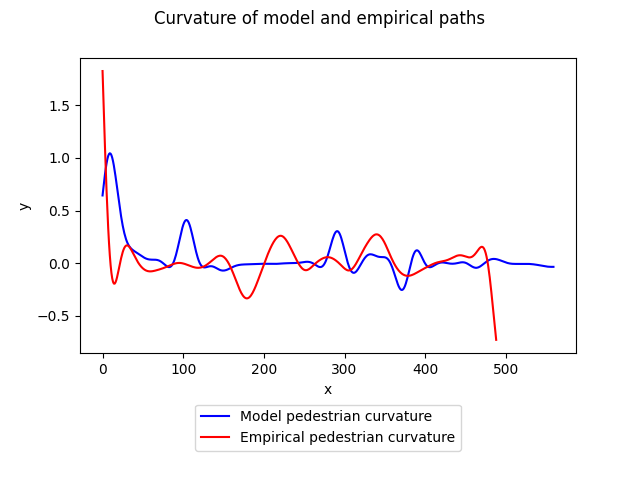 Curvature of model and empirical paths
1.5
1.0
0.5
0.0
−0.5
y
0 100 200 300 400 500
x
Model pedestrian curvature
Empirical pedestrian curvature